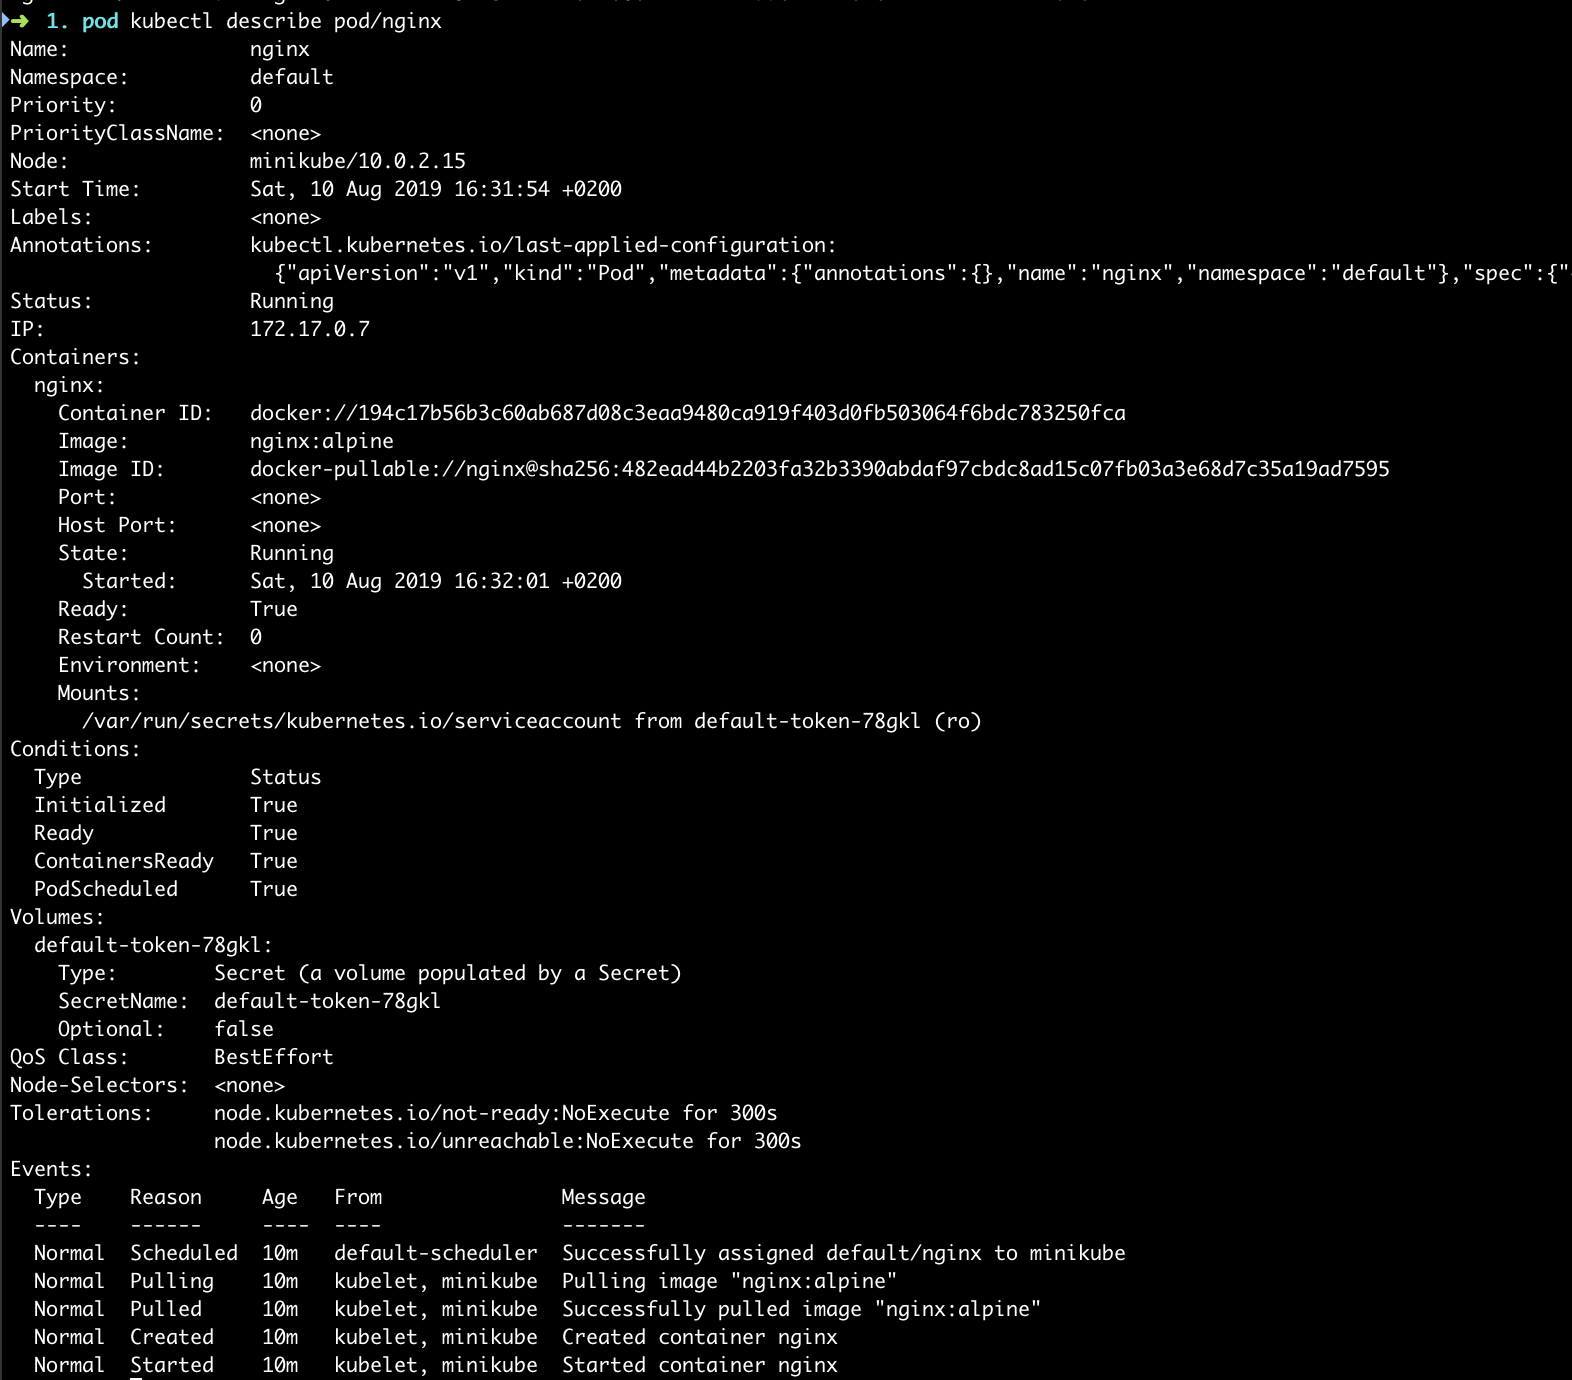 ➜ 1. pod kubectl describe pod/nginx
Name:               nginx
Namespace:          default
Priority:           0
PriorityClassName:  <none>
Node:               minikube/10.0.2.15
Start Time:         Sat, 10 Aug 2019 16:31:54 +0200
Labels:             <none>
Annotations:        kubectl.kubernetes.io/last-applied-configuration:
                      {"apiVersion":"v1","kind":"Pod","metadata":{"annotations":{},"name":"nginx","namespace":"default"},"spec":{"
Status:             Running
IP:                 172.17.0.7
Containers:
  nginx:
    Container ID:   docker://194c17b56b3c60ab687d08c3eaa9480ca919f403d0fb503064f6bdc783250fca
    Image:          nginx:alpine
    Image ID:       docker-pullable://nginx@sha256:482ead44b2203fa32b3390abdaf97cbdc8ad15c07fb03a3e68d7c35a19ad7595
    Port:           <none>
    Host Port:      <none>
    State:          Running
      Started:      Sat, 10 Aug 2019 16:32:01 +0200
    Ready:          True
    Restart Count:  0
    Environment:    <none>
    Mounts:
      /var/run/secrets/kubernetes.io/serviceaccount from default-token-78gkl (ro)
Conditions:
  Type              Status
  Initialized       True
  Ready             True
  ContainersReady   True
  PodScheduled      True
Volumes:
  default-token-78gkl:
    Type:        Secret (a volume populated by a Secret)
    SecretName:  default-token-78gkl
    Optional:    false
QoS Class:       BestEffort
Node-Selectors:  <none>
Tolerations:     node.kubernetes.io/not-ready:NoExecute for 300s
                 node.kubernetes.io/unreachable:NoExecute for 300s
Events:
  Type    Reason     Age   From               Message
  ----    ------     ----  ----               -------
  Normal  Scheduled  10m   default-scheduler  Successfully assigned default/nginx to minikube
  Normal  Pulling    10m   kubelet, minikube  Pulling image "nginx:alpine"
  Normal  Pulled     10m   kubelet, minikube  Successfully pulled image "nginx:alpine"
  Normal  Created    10m   kubelet, minikube  Created container nginx
  Normal  Started    10m   kubelet, minikube  Started container nginx